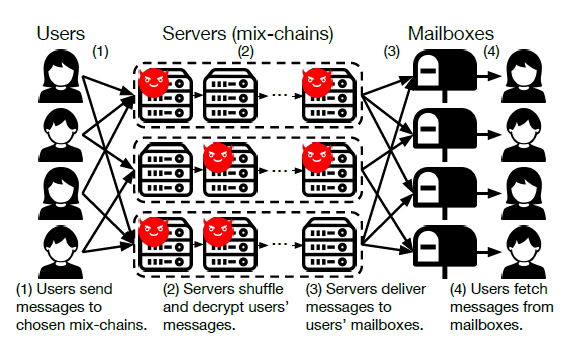 Users
Servers (mix-chains)
Mailboxes
(1)
(2)
(3)
(4)
...
...
...
(1) Users send
messages to
chosen mix-chains.
(2) Servers shuffle
and decrypt users'
messages.
(3) Servers deliver
messages to
users' mailboxes.
(4) Users fetch
messages from
mailboxes.